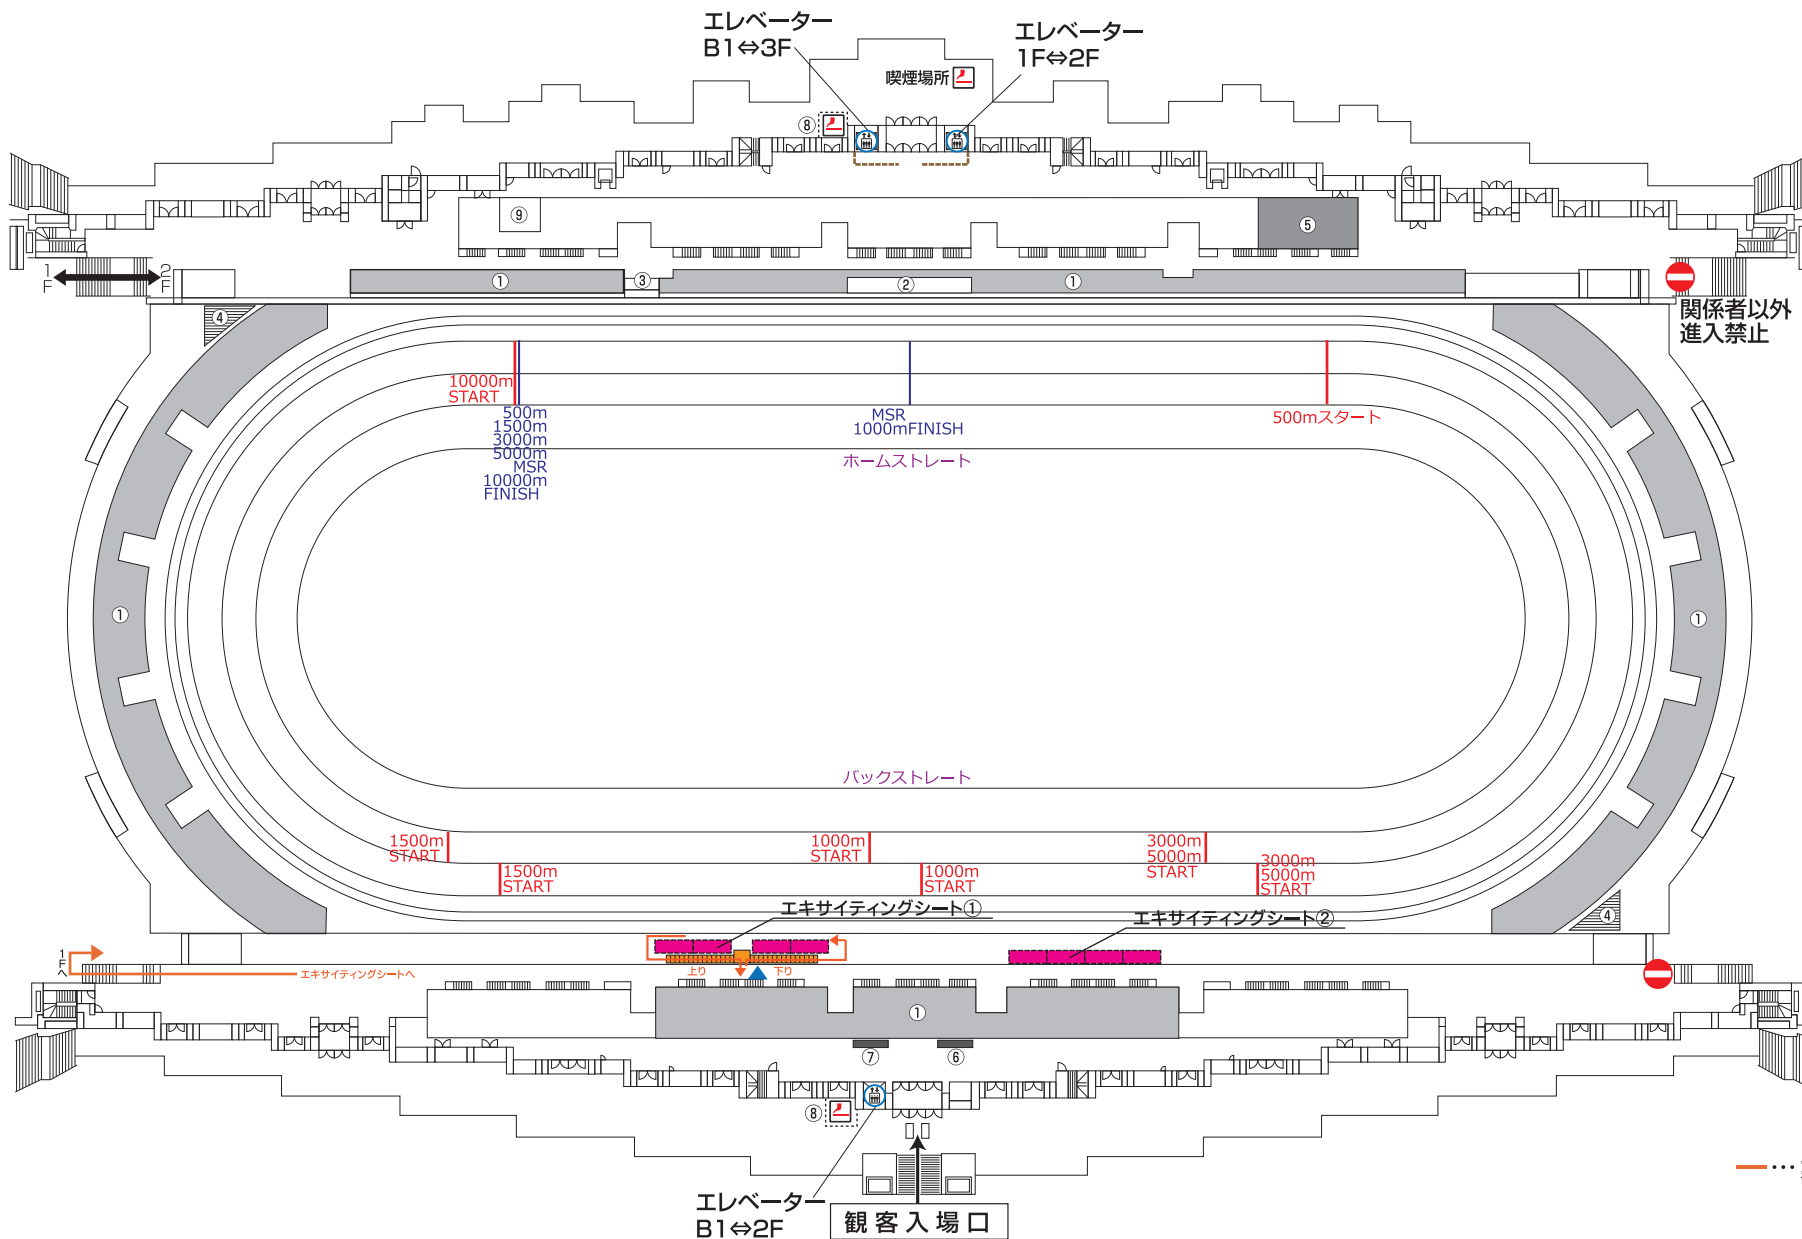 エレベーター
B1⇔3F
エレベーター
1F⇔2F
喫煙場所
⑧
⑨
⑤
1F
2F
①
③
②
①
関係者以外
進入禁止
④
10000m
START
500m
1500m
3000m
5000m
MSR
10000m
FINISH
MSR
1000mFINISH
500mスタート
ホームストレート
①
①
バックストレート
1500m
START
1000m
START
3000m
5000m
START
1500m
START
1000m
START
3000m
5000m
START
エキサイティングシート①
エキサイティングシート②
④
1Fへ
エキサイティングシートへ
上り
下り
①
⑦
⑥
⑧
エレベーター
B1⇔2F
観客入場口